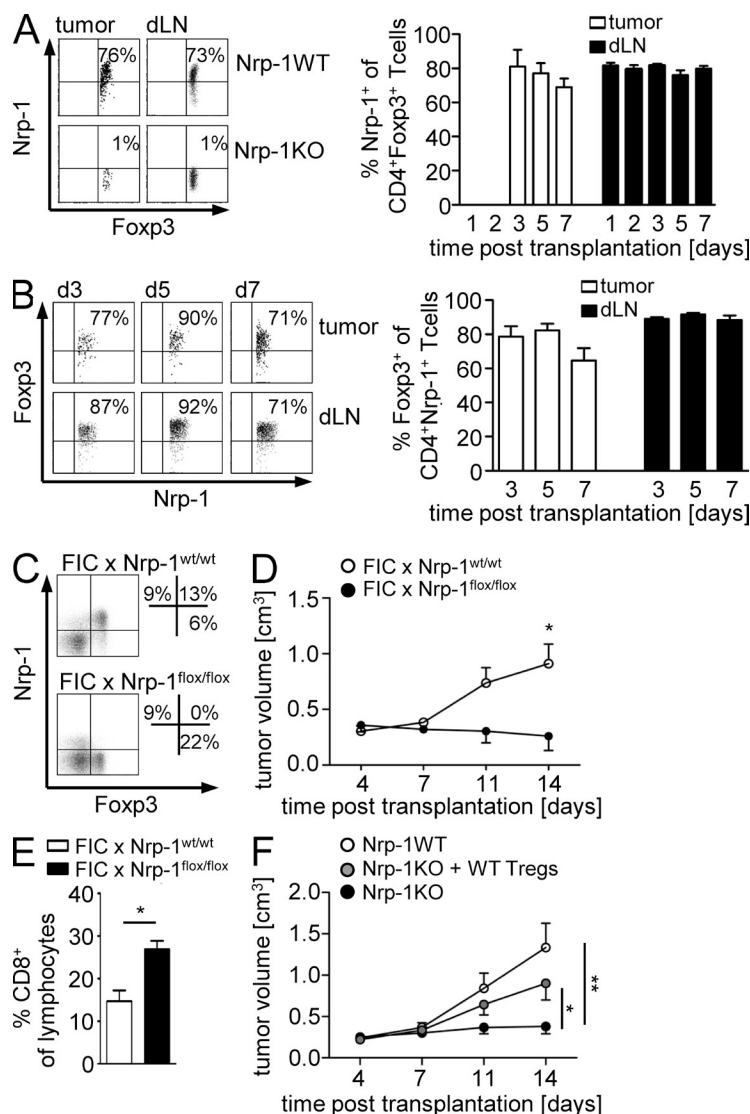 A
tumor dLN
76% 73% Nrp-1WT
1% 1% Nrp-1KO
Nrp-1
Foxp3
tumor
dLN
% Nrp-1⁺ of
CD4⁺Foxp3⁺ Tcells
100
80
60
40
20
0
1 2 3 5 7 1 2 3 5 7
time post transplantation [days]
B
d3 d5 d7
77% 90% 71% tumor
87% 92% 71% dLN
Foxp3
Nrp-1
tumor
dLN
% Foxp3⁺ of
CD4⁺Nrp-1⁺ Tcells
100
80
60
40
20
0
3 5 7 3 5 7
time post transplantation [days]
C
FIC x Nrp-1ʷᵗ/ʷᵗ
9% 13%
6%
FIC x Nrp-1ᶠˡᵒˣ/ᶠˡᵒˣ
9% 0%
22%
Nrp-1
Foxp3
D
FIC x Nrp-1ʷᵗ/ʷᵗ
FIC x Nrp-1ᶠˡᵒˣ/ᶠˡᵒˣ
tumor volume [cm³]
1.5
1.0
0.5
0.0
*
4 7 11 14
time post transplantation [days]
E
FIC x Nrp-1ʷᵗ/ʷᵗ
FIC x Nrp-1ᶠˡᵒˣ/ᶠˡᵒˣ
% CD8⁺
of lymphocytes
40
30
20
10
0
*
F
Nrp-1WT
Nrp-1KO + WT Tregs
Nrp-1KO
tumor volume [cm³]
2.0
1.5
1.0
0.5
0.0
*
**
4 7 11 14
time post transplantation [days]